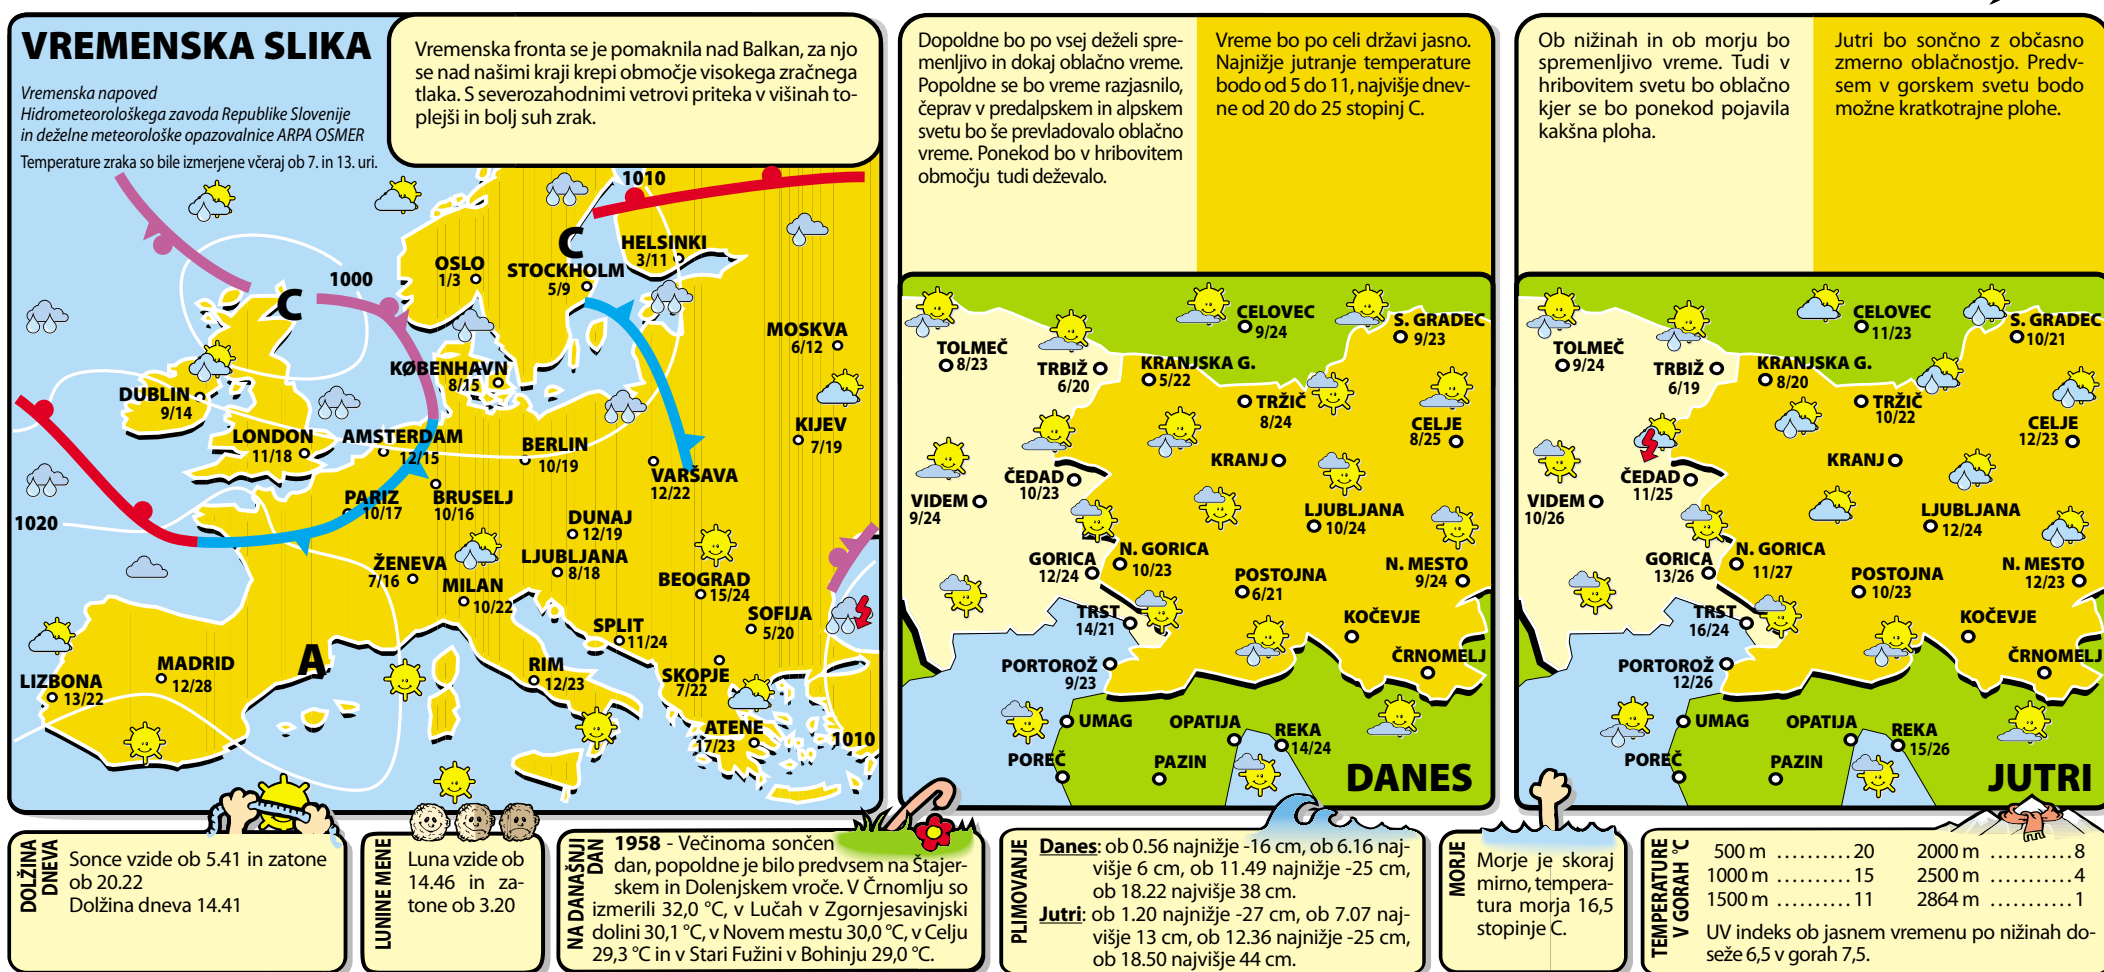 VREMENSKA SLIKA
Vremenska napoved
Hidrometeorološkega zavoda Republike Slovenije
in deželne meteorološke opazovalnice ARPA OSMER
Temperature zraka so bile izmerjene včeraj ob 7. in 13. uri.
Vremenska fronta se je pomaknila nad Balkan, za njo
se nad našimi kraji krepi območje visokega zračnega
tlaka. S severozahodnimi vetrovi priteka v višinah to-
plejši in bolj suh zrak.
1010
C
HELSINKI
3/11
OSLO
1/3
STOCKHOLM
5/9
1000
C
MOSKVA
6/12
KØBENHAVN
8/15
DUBLIN
9/14
KIJEV
7/19
LONDON
11/18
AMSTERDAM
12/15
BERLIN
10/19
VARŠAVA
12/22
PARIZ
10/17
BRUSELJ
10/16
1020
DUNAJ
12/19
ŽENEVA
7/16
LJUBLJANA
8/18
MILAN
10/22
BEOGRAD
15/24
SOFIJA
5/20
SPLIT
11/24
A
MADRID
12/28
RIM
12/23
SKOPJE
7/22
LIZBONA
13/22
ATENE
17/23
1010
Dopoldne bo po vsej deželi spre-
menljivo in dokaj oblačno vreme.
Popoldne se bo vreme razjasnilo,
čeprav v predalpskem in alpskem
svetu bo še prevladovalo oblačno
vreme. Ponekod bo v hribovitem
območju tudi deževalo.
Vreme bo po celi državi jasno.
Najnižje jutranje temperature
bodo od 5 do 11, najvišje dnev-
ne od 20 do 25 stopinj C.
CELOVEC
9/24
S. GRADEC
9/23
TOLMEČ
8/23
TRBIŽ
6/20
KRANJSKA G.
5/22
TRŽIČ
8/24
CELJE
8/25
KRANJ
ČEDAD
10/23
VIDEM
9/24
LJUBLJANA
10/24
GORICA
12/24
N. GORICA
10/23
N. MESTO
9/24
POSTOJNA
6/21
TRST
14/21
KOČEVJE
PORTOROŽ
9/23
ČRNOMELJ
UMAG
OPATIJA
REKA
14/24
POREČ
PAZIN
DANES
Ob nižinah in ob morju bo
spremenljivo vreme. Tudi v
hribovitem svetu bo oblačno
kjer se bo ponekod pojavila
kakšna ploha.
Jutri bo sončno z občasno
zmerno oblačnostjo. Predv-
sem v gorskem svetu bodo
možne kratkotrajne plohe.
CELOVEC
11/23
S. GRADEC
10/21
TOLMEČ
9/24
TRBIŽ
6/19
KRANJSKA G.
8/20
TRŽIČ
10/22
CELJE
12/23
KRANJ
ČEDAD
11/25
VIDEM
10/26
LJUBLJANA
12/24
GORICA
13/26
N. GORICA
11/27
N. MESTO
12/23
POSTOJNA
10/23
TRST
16/24
KOČEVJE
PORTOROŽ
12/26
ČRNOMELJ
UMAG
OPATIJA
REKA
15/26
POREČ
PAZIN
JUTRI
DOLŽINA
DNEVA
Sonce vzide ob 5.41 in zatone
ob 20.22
Dolžina dneva 14.41
LUNINE MENE
Luna vzide ob
14.46 in za-
tone ob 3.20
NA DANAŠNJI
DAN
1958 - Večinoma sončen
dan, popoldne je bilo predvsem na Štajer-
skem in Dolenjskem vroče. V Črnomlju so
izmerili 32,0 °C, v Lučah v Zgornjesavinjski
dolini 30,1 °C, v Novem mestu 30,0 °C, v Celju
29,3 °C in v Stari Fužini v Bohinju 29,0 °C.
PLIMOVANJE
Danes: ob 0.56 najnižje -16 cm, ob 6.16 naj-
višje 6 cm, ob 11.49 najnižje -25 cm,
ob 18.22 najvišje 38 cm.
Jutri: ob 1.20 najnižje -27 cm, ob 7.07 naj-
višje 13 cm, ob 12.36 najnižje -25 cm,
ob 18.50 najvišje 44 cm.
MORJE
Morje je skoraj
mirno, tempera-
tura morja 16,5
stopinje C.
TEMPERATURE
V GORAH °C
500 m ..........20
1000 m ..........15
1500 m ..........11
2000 m ..........8
2500 m ..........4
2864 m ..........1
UV indeks ob jasnem vremenu po nižinah do-
seže 6,5 v gorah 7,5.